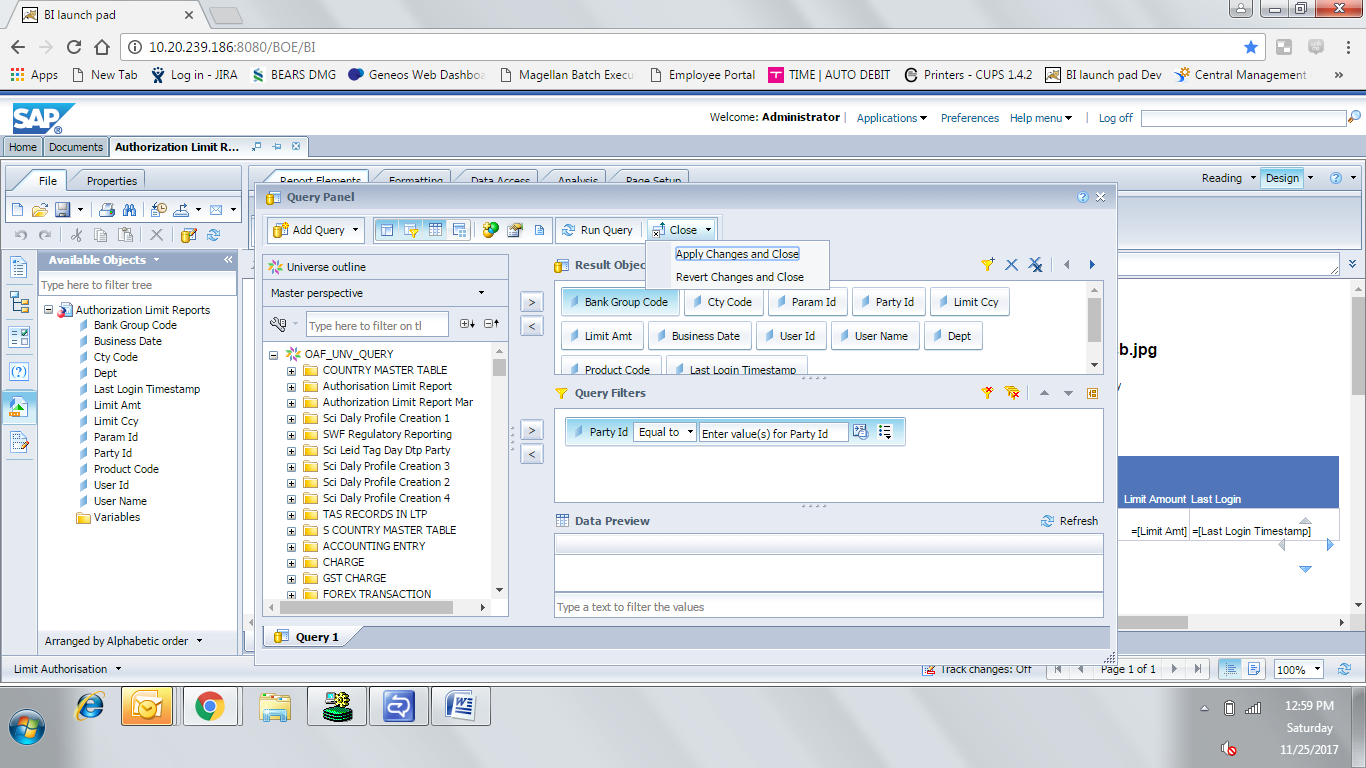 BI launch pad
10.20.239.186:8080/BOE/BI
Apps New Tab Log in - JIRA BEARS DMG Geneos Web Dashboa Magellan Batch Execu Employee Portal TIME | AUTO DEBIT Printers - CUPS 1.4.2 BI launch pad Dev Central Management »
SAP
Welcome: Administrator | Applications Preferences Help menu | Log off
Home Documents Authorization Limit R...
File Properties Report Elements Formatting Data Access Analysis Page Setup Reading Design
Query Panel
Add Query Run Query Close
Apply Changes and Close
Revert Changes and Close
Available Objects
Type here to filter tree
Authorization Limit Reports
Bank Group Code
Business Date
Cty Code
Dept
Last Login Timestamp
Limit Amt
Limit Ccy
Param Id
Party Id
Product Code
User Id
User Name
Variables
Arranged by Alphabetic order
Universe outline
Master perspective
Type here to filter on tl
OAF_UNV_QUERY
COUNTRY MASTER TABLE
Authorisation Limit Report
Authorization Limit Report Mar
Sci Daly Profile Creation 1
SWF Regulatory Reporting
Sci Leid Tag Day Dtp Party
Sci Daly Profile Creation 3
Sci Daly Profile Creation 2
Sci Daly Profile Creation 4
TAS RECORDS IN LTP
S COUNTRY MASTER TABLE
ACCOUNTING ENTRY
CHARGE
GST CHARGE
FOREX TRANSACTION
Result Objec
Bank Group Code Cty Code Param Id Party Id Limit Ccy
Limit Amt Business Date User Id User Name Dept
Product Code Last Login Timestamp
Query Filters
Party Id Equal to Enter value(s) for Party Id
Data Preview Refresh
Type a text to filter the values
Query 1
b.jpg
y
Limit Amount Last Login
=[Limit Amt] =[Last Login Timestamp]
Limit Authorisation Track changes: Off Page 1 of 1 100%
12:59 PM
Saturday
11/25/2017